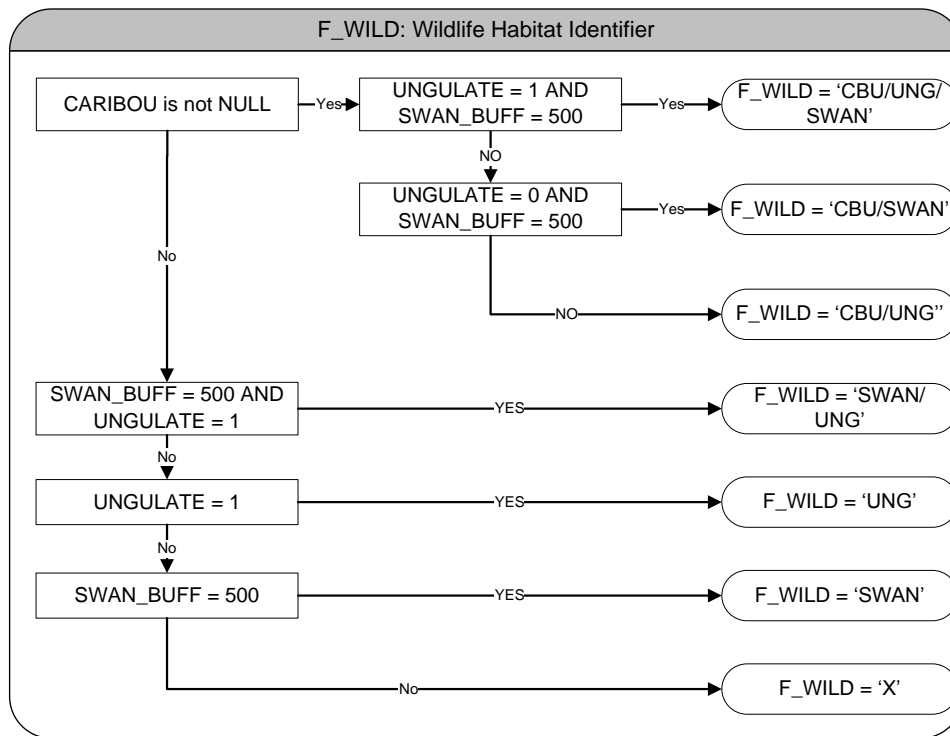 F_WILD: Wildlife Habitat Identifier
CARIBOU is not NULL
Yes
UNGULATE = 1 AND
SWAN_BUFF = 500
Yes
F_WILD = ‘CBU/UNG/
SWAN’
NO
UNGULATE = 0 AND
SWAN_BUFF = 500
Yes
F_WILD = ‘CBU/SWAN’
No
NO
F_WILD = ‘CBU/UNG’’
SWAN_BUFF = 500 AND
UNGULATE = 1
YES
F_WILD = ‘SWAN/
UNG’
No
UNGULATE = 1
YES
F_WILD = ‘UNG’
No
SWAN_BUFF = 500
YES
F_WILD = ‘SWAN’
No
F_WILD = ‘X’